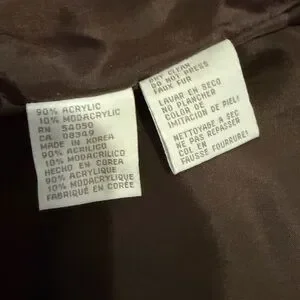 90% ACRYLIC
10% MODACRYLIC
RN 54050
CA 08349
MADE IN KOREA
90% ACRILICO
10% MODACRILICO
HECHO EN COREA
90% ACRYLIQUE
10% MODACRYLIQUE
FABRIQUÉ EN CORÉE
DRY CLEAN
DO NOT PRESS
FAUX FUR
LAVAR EN SECO
NO PLANCHER
COLOR DE
IMITACION DE PIEL!
NETTOYAGE A SEC
NE PAS REPASSER
COL EN
FAUSSE FOURRURE!